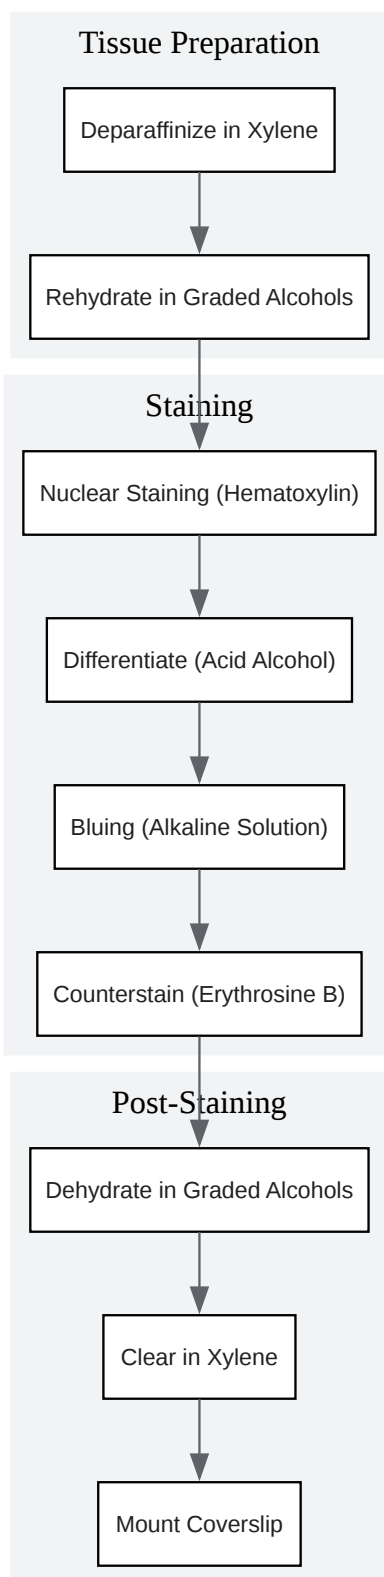 Tissue Preparation
Deparaffinize in Xylene
Rehydrate in Graded Alcohols
Staining
Nuclear Staining (Hematoxylin)
Differentiate (Acid Alcohol)
Bluing (Alkaline Solution)
Counterstain (Erythrosine B)
Post-Staining
Dehydrate in Graded Alcohols
Clear in Xylene
Mount Coverslip